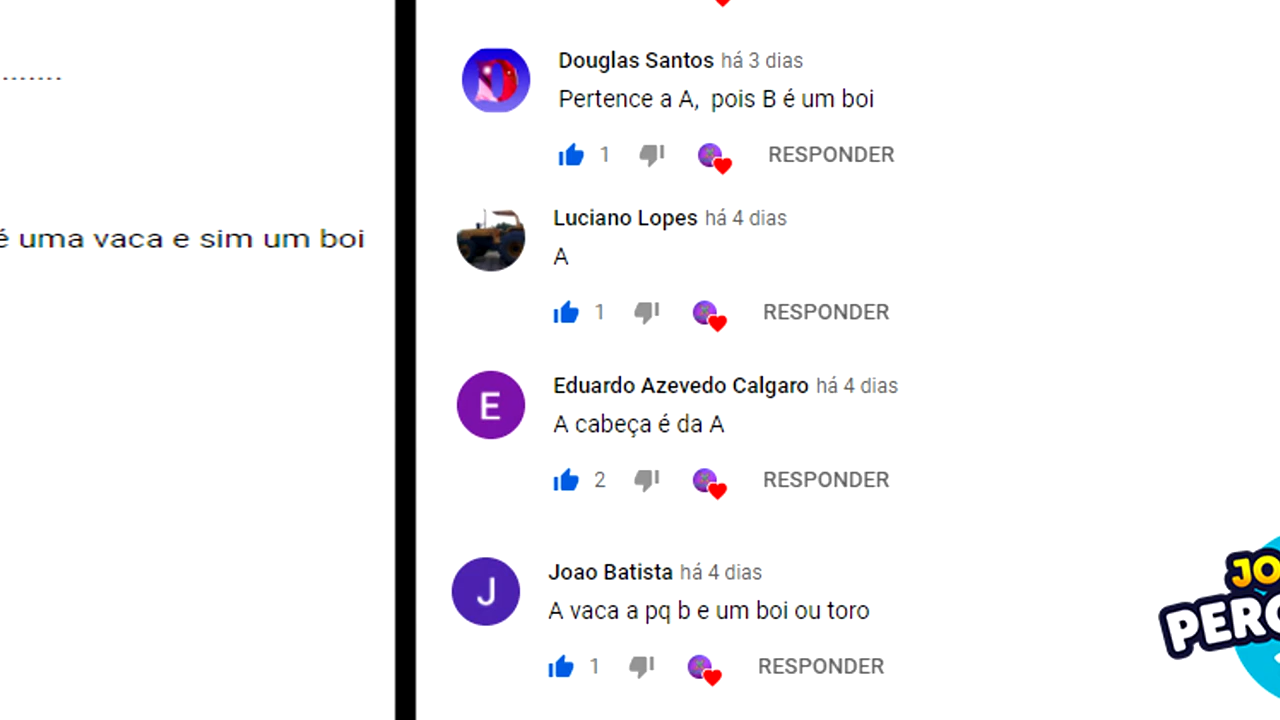 ........
é uma vaca e sim um boi
Douglas Santos há 3 dias
Pertence a A, pois B é um boi
1 RESPONDER
Luciano Lopes há 4 dias
A
1 RESPONDER
E
Eduardo Azevedo Calgaro há 4 dias
A cabeça é da A
2 RESPONDER
J
Joao Batista há 4 dias
A vaca a pq b e um boi ou toro
1 RESPONDER
JO
PERG